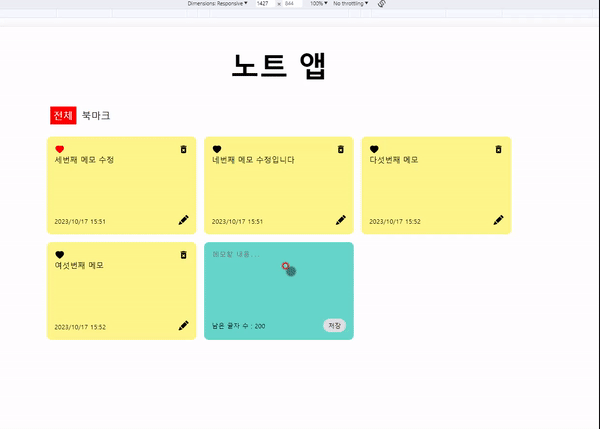 Dimensions: Responsive ▼ 1427 × 844 100% ▼ No throttling ▼
노트 앱
전체 북마크
세번째 메모 수정
2023/10/17 15:51
네번째 메모 수정입니다
2023/10/17 15:51
다섯번째 메모
2023/10/17 15:52
여섯번째 메모
2023/10/17 15:52
메모할 내용...
남은 글자 수 : 200 저장